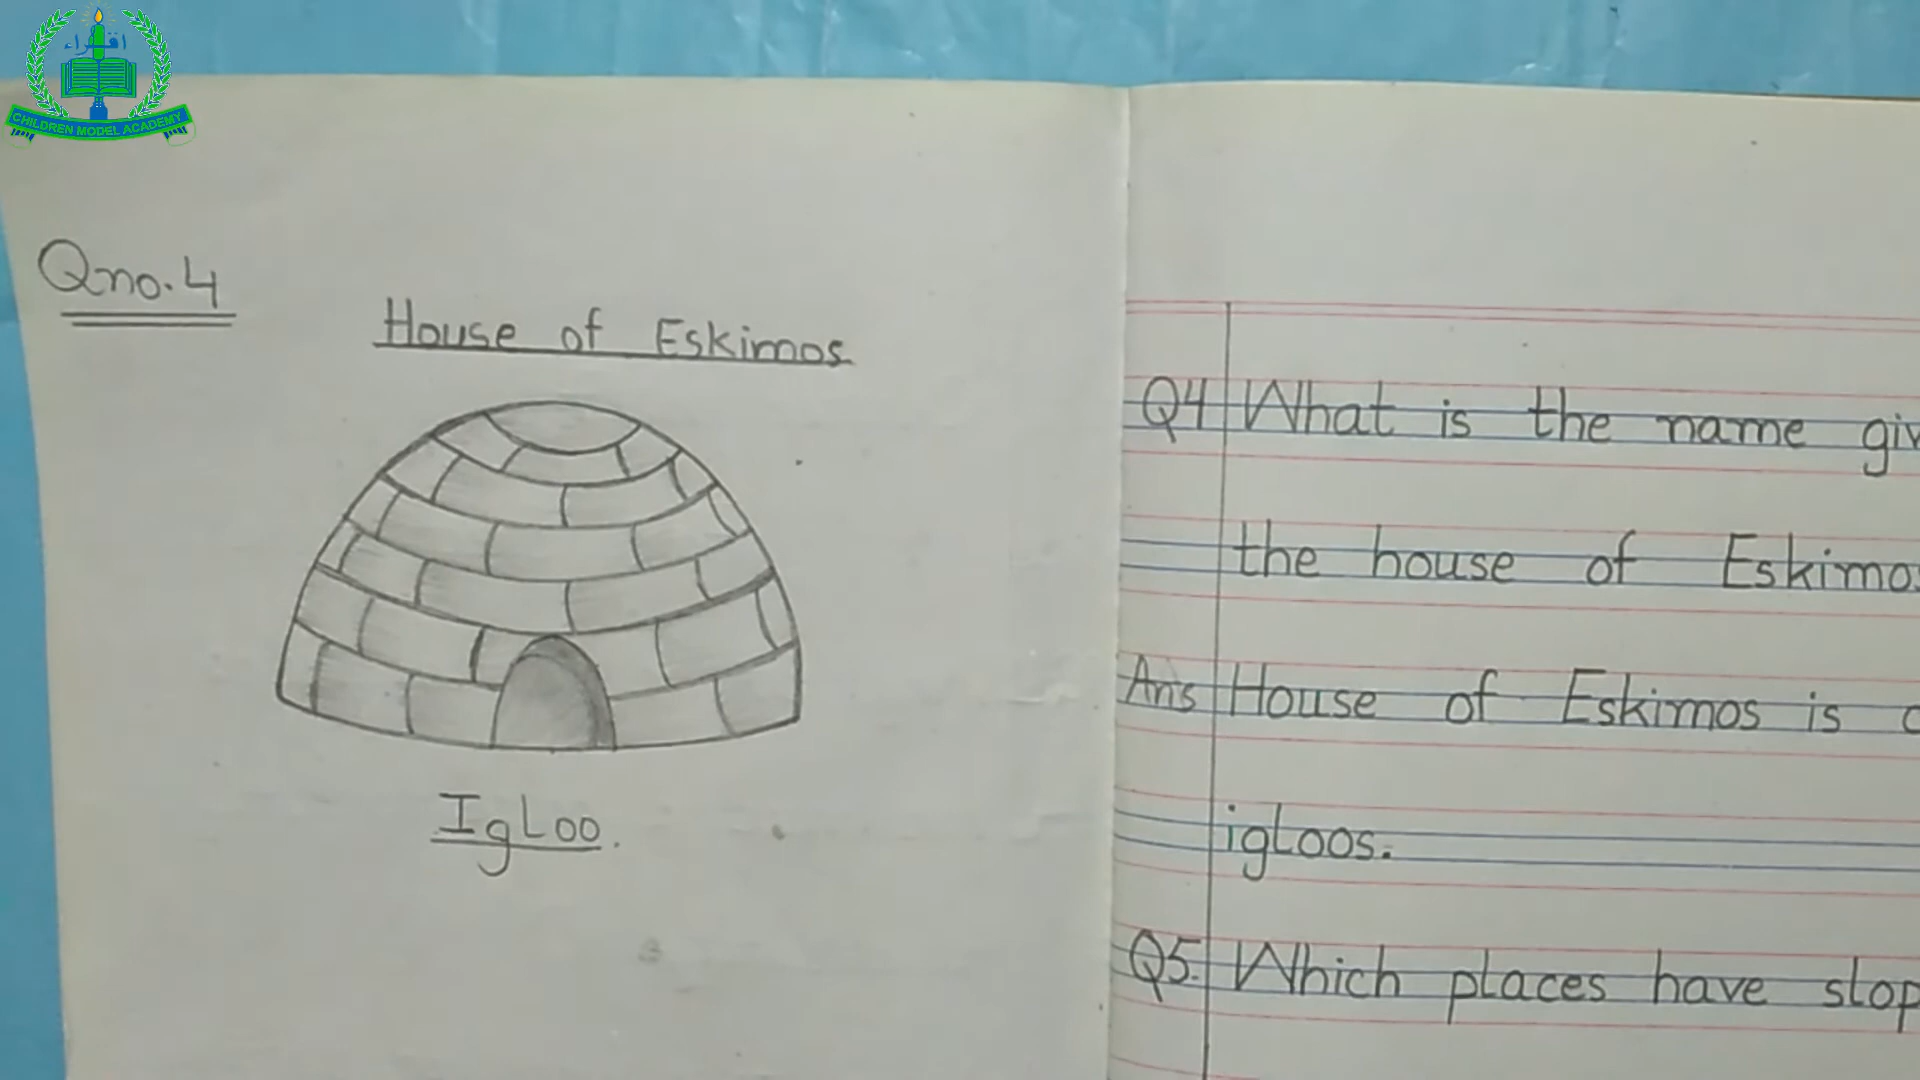 اقراء
CHILDREN MODEL ACADEMY
Qno.4
House of Eskimos
IgLoo.
Q4 What is the name
the house of
Ans House of Eskimos is
igloos.
Q5. Which places have